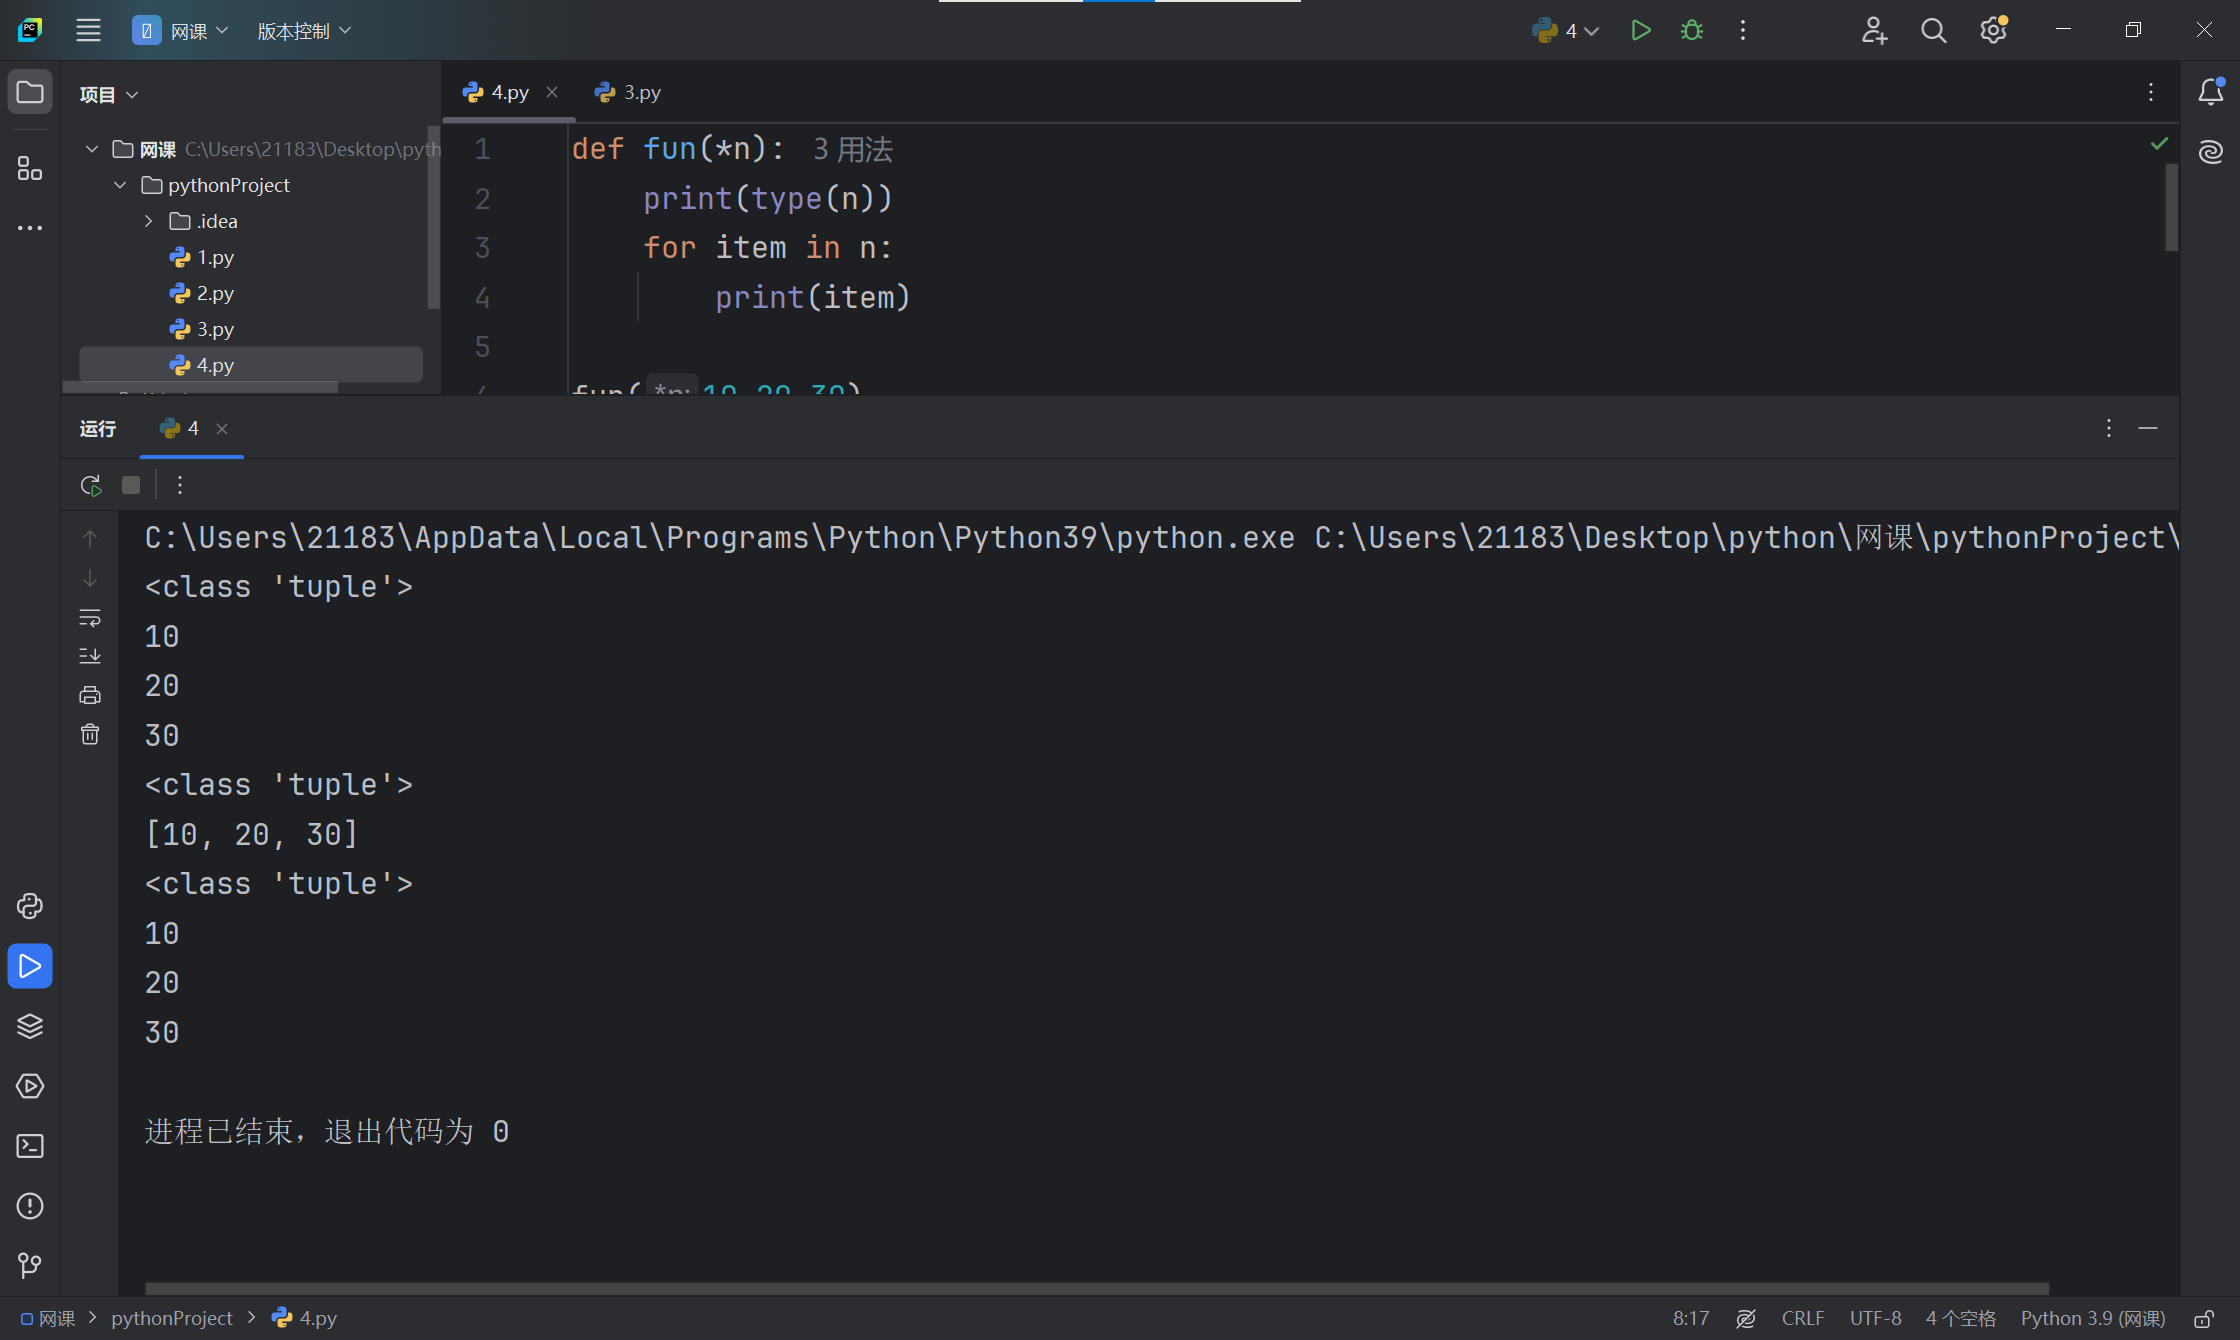 网课
版本控制
4
项目
网课 C:\Users\21183\Desktop\pyth
pythonProject
.idea
1.py
2.py
3.py
4.py
4.py
3.py
1 def fun(*n): 3 用法
2 print(type(n))
3 for item in n:
4 print(item)
5
fun( *n: 10,20,30)
运行
4
C:\Users\21183\AppData\Local\Programs\Python\Python39\python.exe C:\Users\21183\Desktop\python\网课\pythonProject\
<class 'tuple'>
10
20
30
<class 'tuple'>
[10, 20, 30]
<class 'tuple'>
10
20
30
进程已结束，退出代码为 0
网课 > pythonProject > 4.py
8:17 CRLF UTF-8 4 个空格 Python 3.9 (网课)